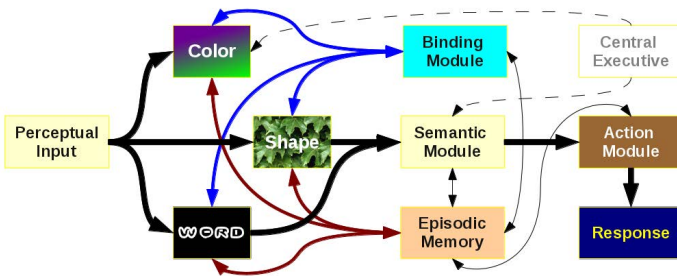 Color
Binding
Module
Central
Executive
Perceptual
Input
Shape
Semantic
Module
Action
Module
WORD
Episodic
Memory
Response